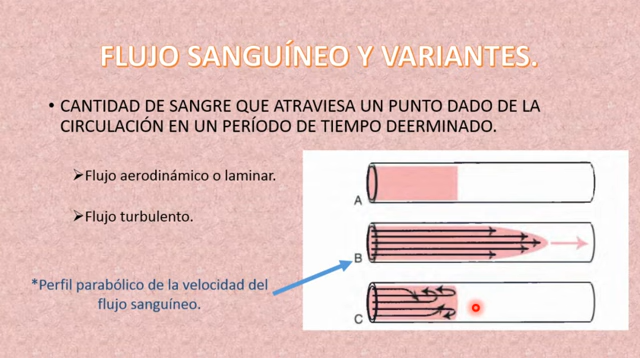 FLUJO SANGUÍNEO Y VARIANTES.
• CANTIDAD DE SANGRE QUE ATRAVIESA UN PUNTO DADO DE LA
CIRCULACIÓN EN UN PERÍODO DE TIEMPO DEERMINADO.
➢Flujo aerodinámico o laminar.
➢Flujo turbulento.
*Perfil parabólico de la velocidad del
flujo sanguíneo.
A
B
C